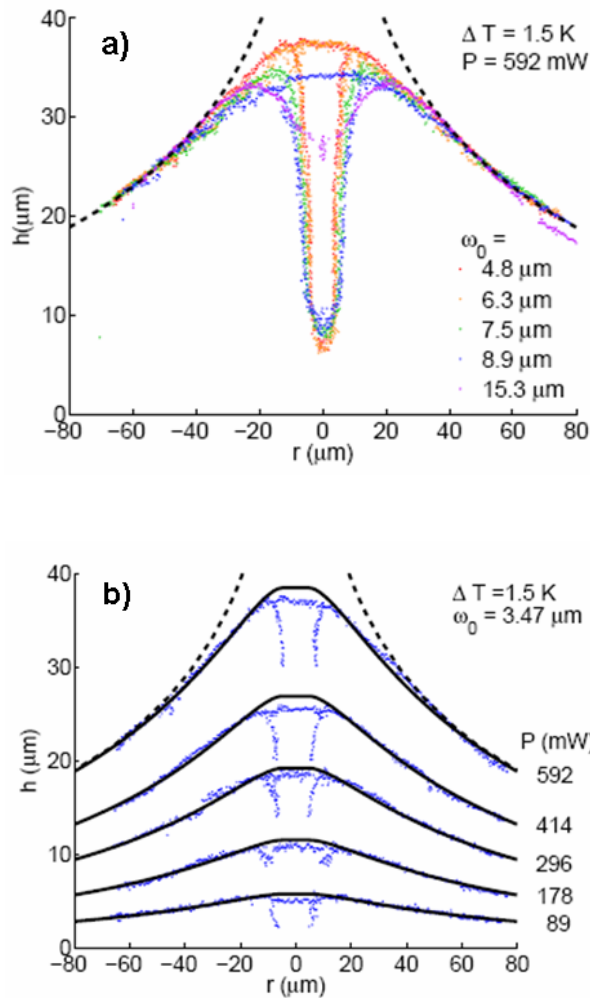 a)
Δ T = 1.5 K
P = 592 mW
40
30
20
10
0
h(μm)
ω0 =
4.8 μm
6.3 μm
7.5 μm
8.9 μm
15.3 μm
−80 −60 −40 −20 0 20 40 60 80
r (μm)
b)
Δ T =1.5 K
ω0 = 3.47 μm
40
30
20
10
0
h (μm)
P (mW)
592
414
296
178
89
−80 −60 −40 −20 0 20 40 60 80
r (μm)